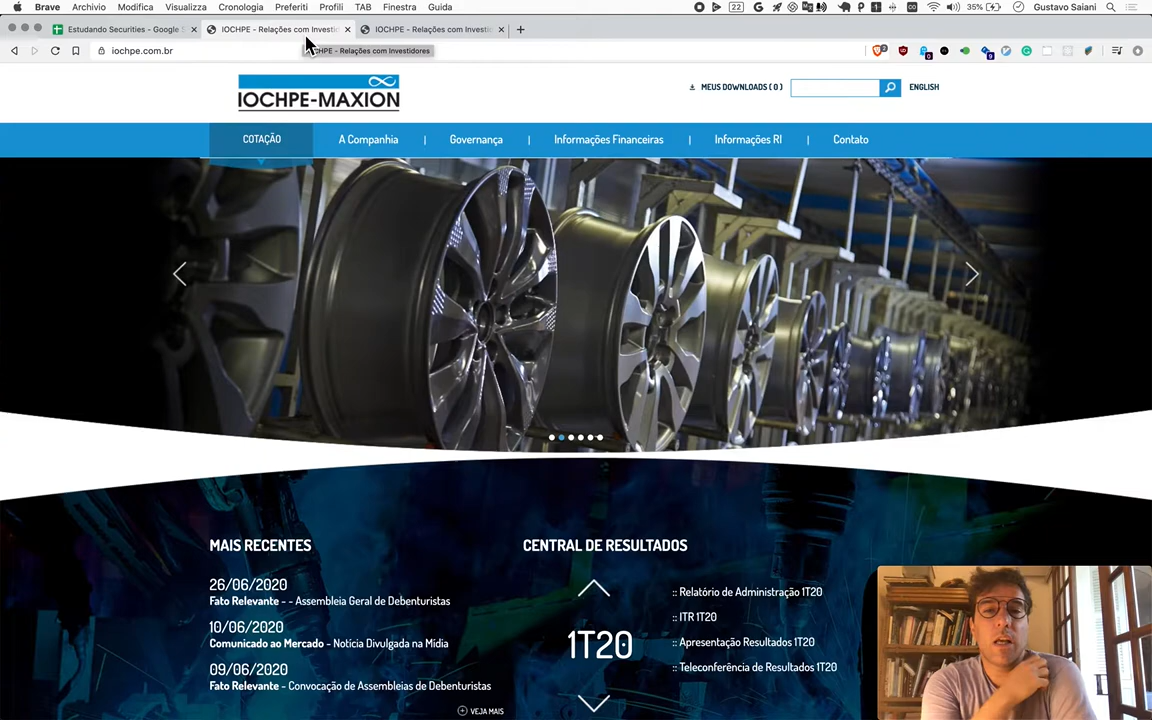 Brave Archivio Modifica Visualizza Cronologia Preferiti Profili TAB Finestra Guida
22 35% Gustavo Saiani
Estudando Securities - Google S
IOCHPE - Relações com Investi
IOCHPE - Relações com Investi
iochpe.com.br
IOCHPE - Relações com Investidores
IOCHPE-MAXION
MEUS DOWNLOADS ( 0 )
ENGLISH
COTAÇÃO
A Companhia | Governança | Informações Financeiras | Informações RI | Contato
MAIS RECENTES
26/06/2020
Fato Relevante - - Assembleia Geral de Debenturistas
10/06/2020
Comunicado ao Mercado - Notícia Divulgada na Mídia
09/06/2020
Fato Relevante - Convocação de Assembleias de Debenturistas
VEJA MAIS
CENTRAL DE RESULTADOS
1T20
:: Relatório de Administração 1T20
:: ITR 1T20
:: Apresentação Resultados 1T20
:: Teleconferência de Resultados 1T20